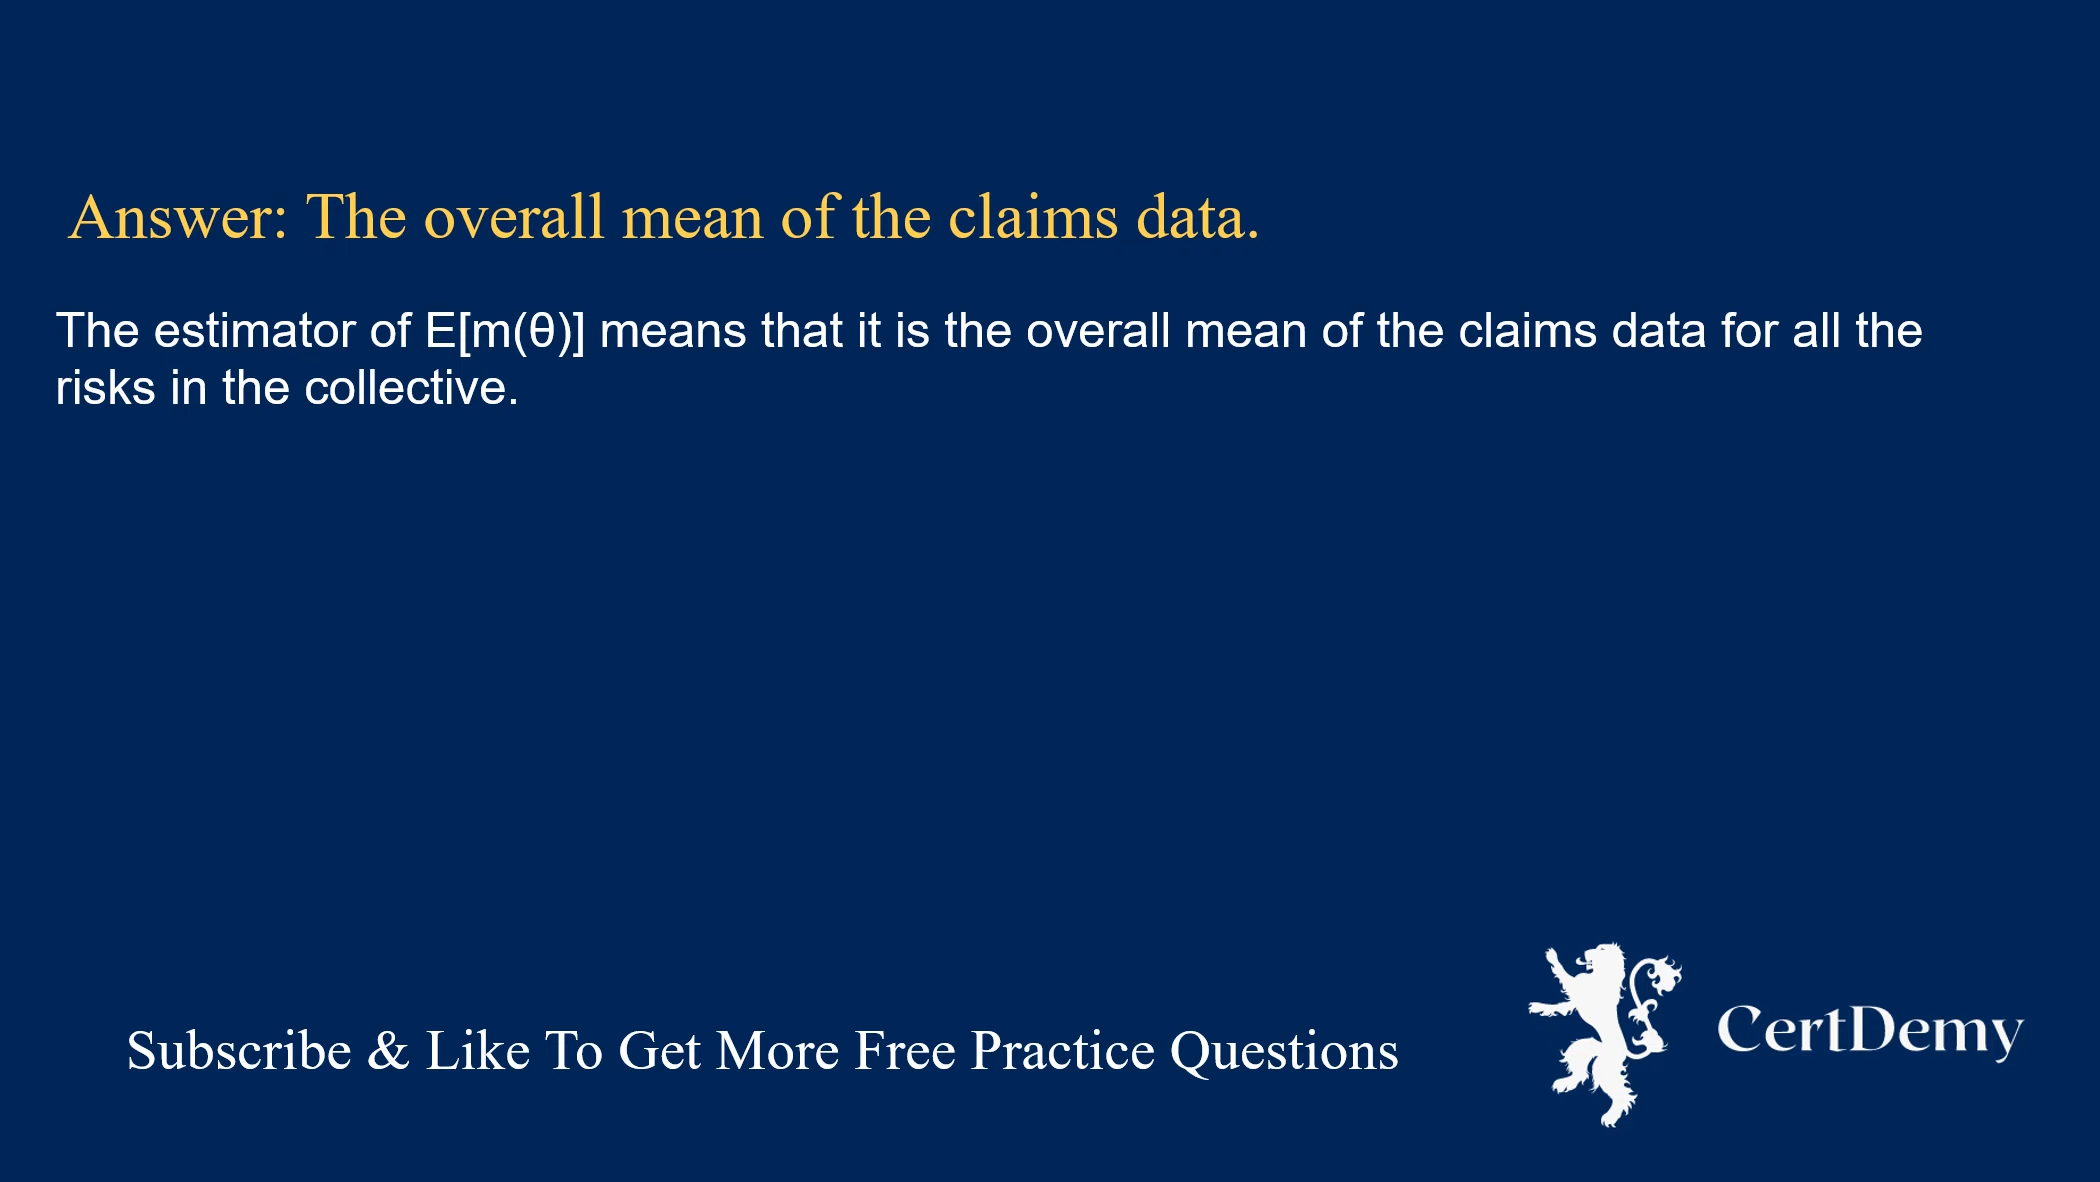 Answer: The overall mean of the claims data.
The estimator of E[m(θ)] means that it is the overall mean of the claims data for all the
risks in the collective.
Subscribe & Like To Get More Free Practice Questions
CertDemy